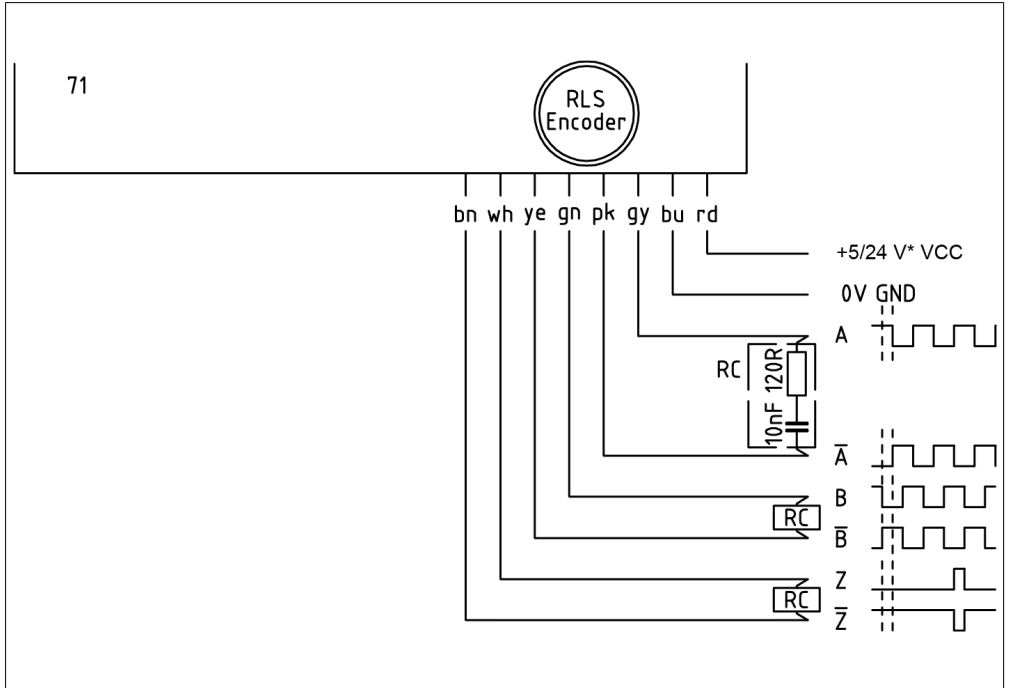 71
RLS
Encoder
bn wh ye gn pk gy bu rd
+5/24 V* VCC
0V GND
A
RC
120R
10nF
A̅
B
RC
B̅
Z
RC
Z̅